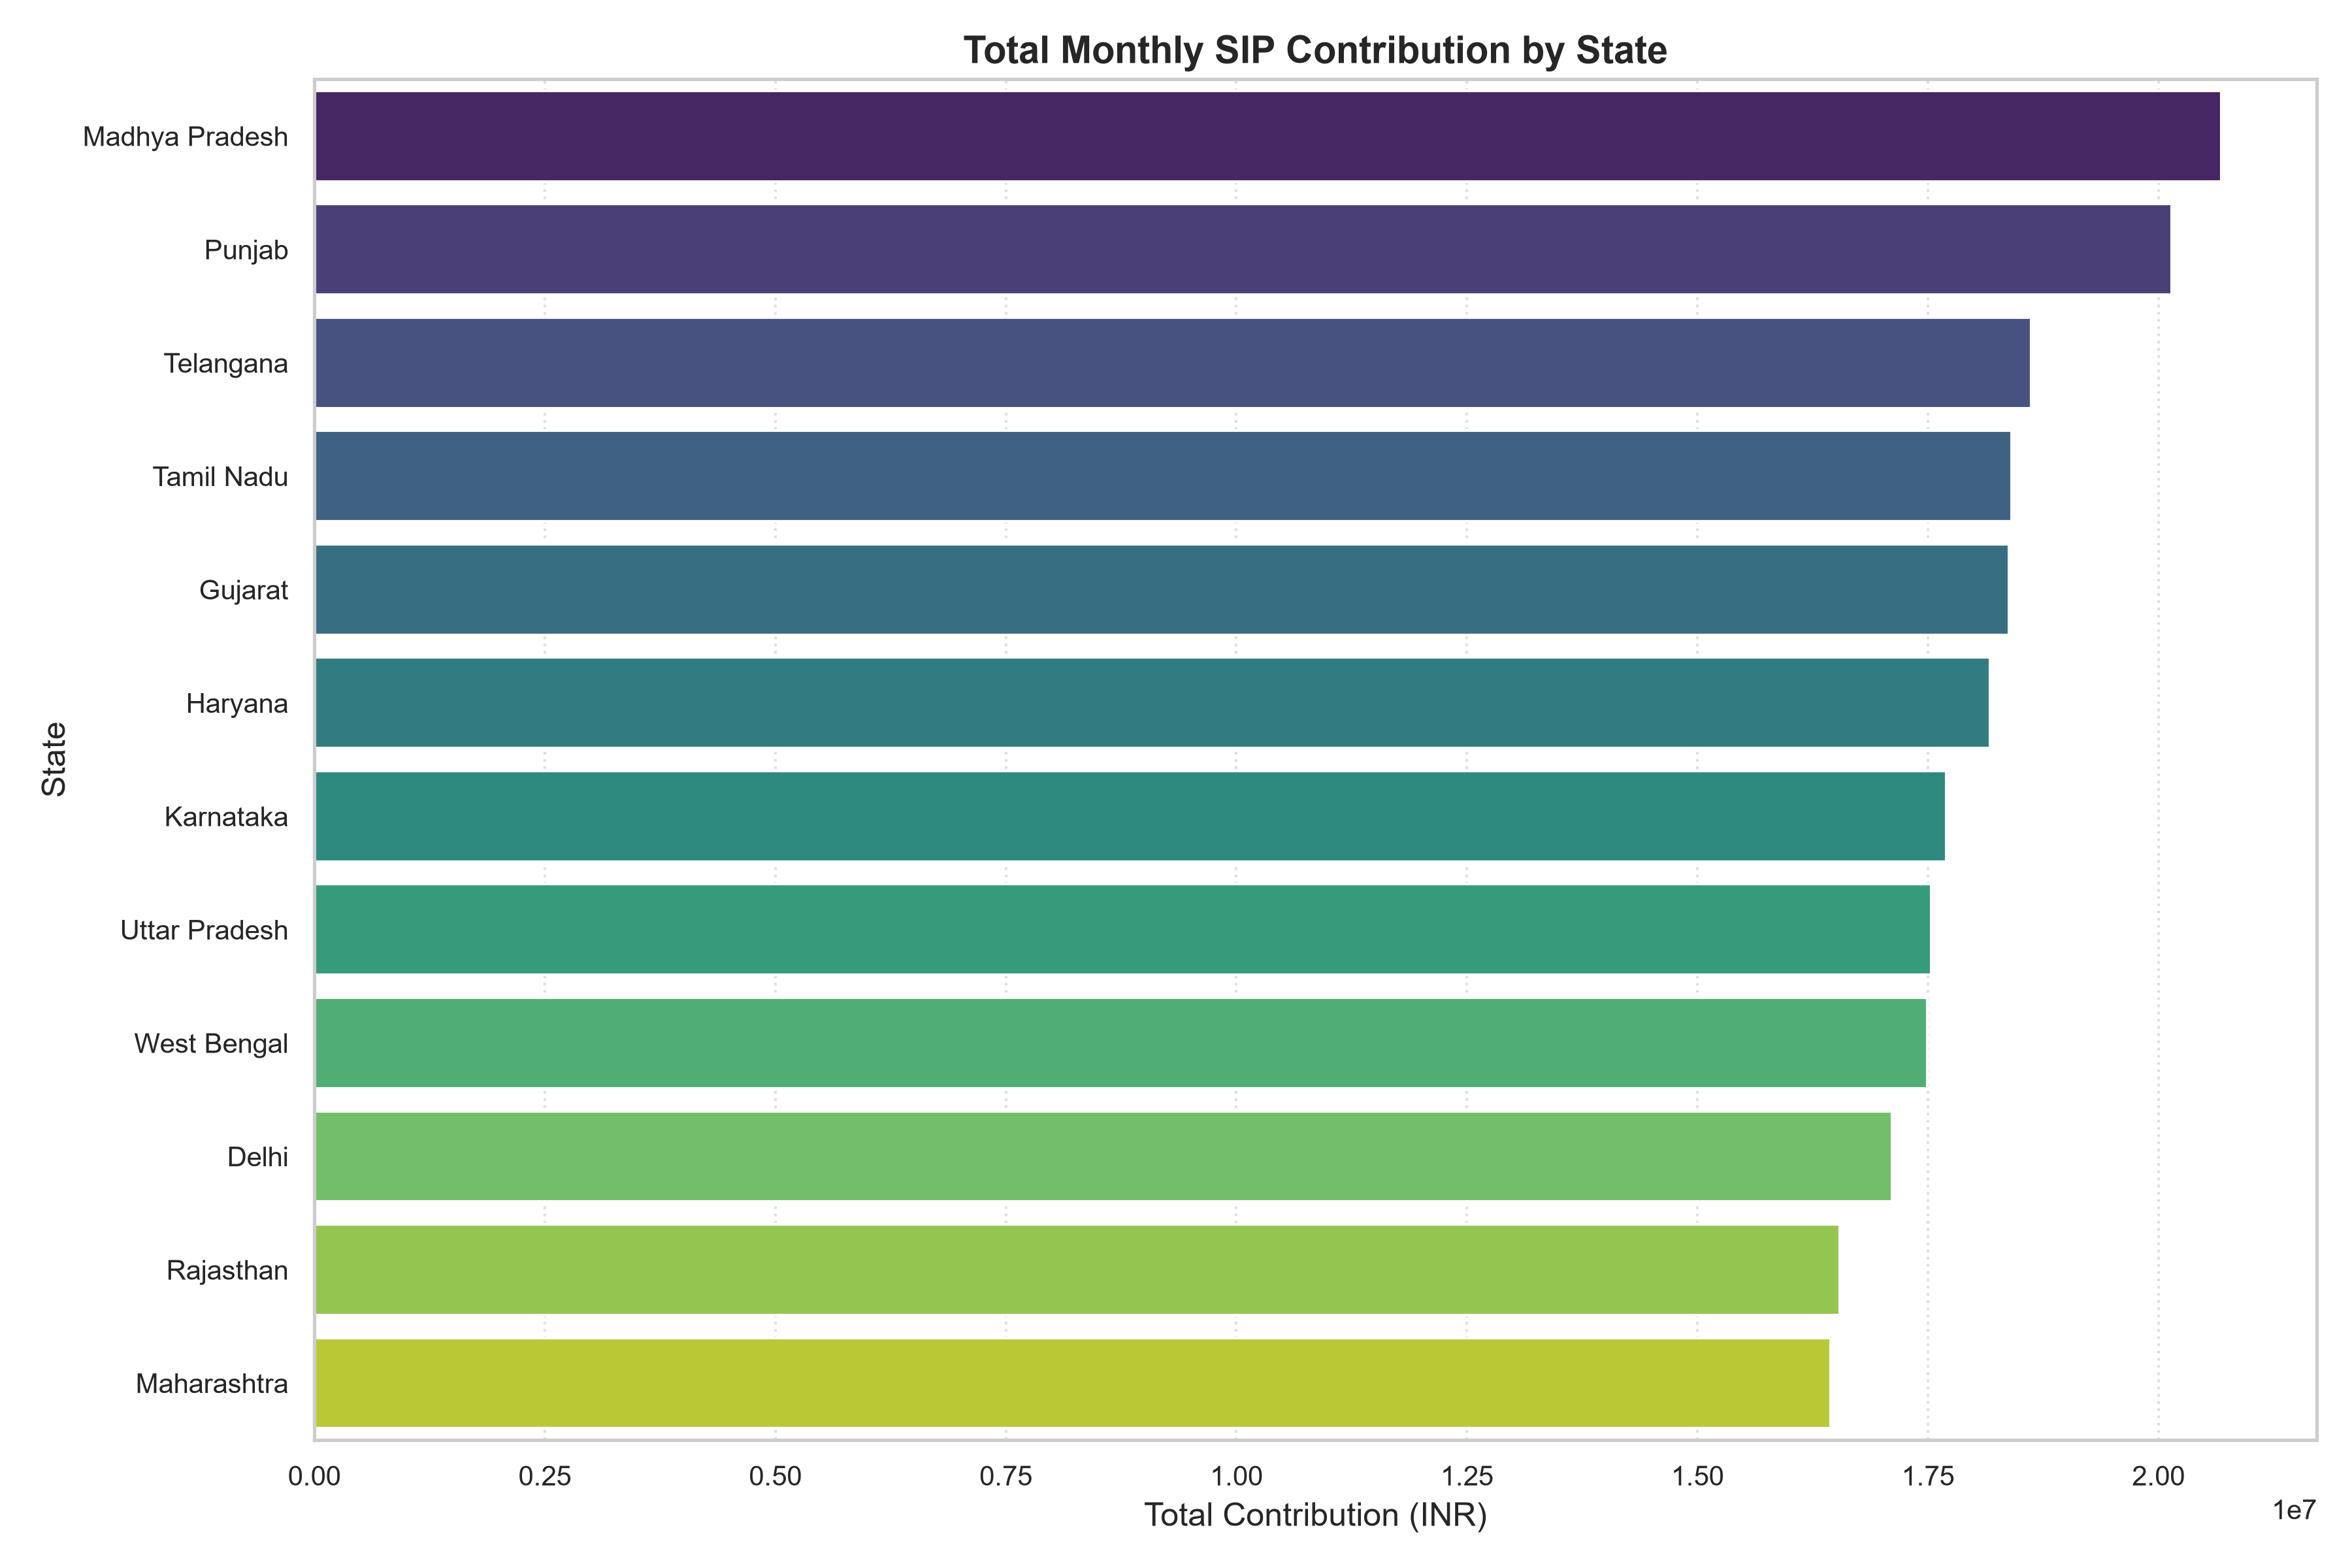 Total Monthly SIP Contribution by State
Madhya Pradesh
Punjab
Telangana
Tamil Nadu
Gujarat
Haryana
Karnataka
Uttar Pradesh
West Bengal
Delhi
Rajasthan
Maharashtra
State
0.00 0.25 0.50 0.75 1.00 1.25 1.50 1.75 2.00
Total Contribution (INR)
1e7